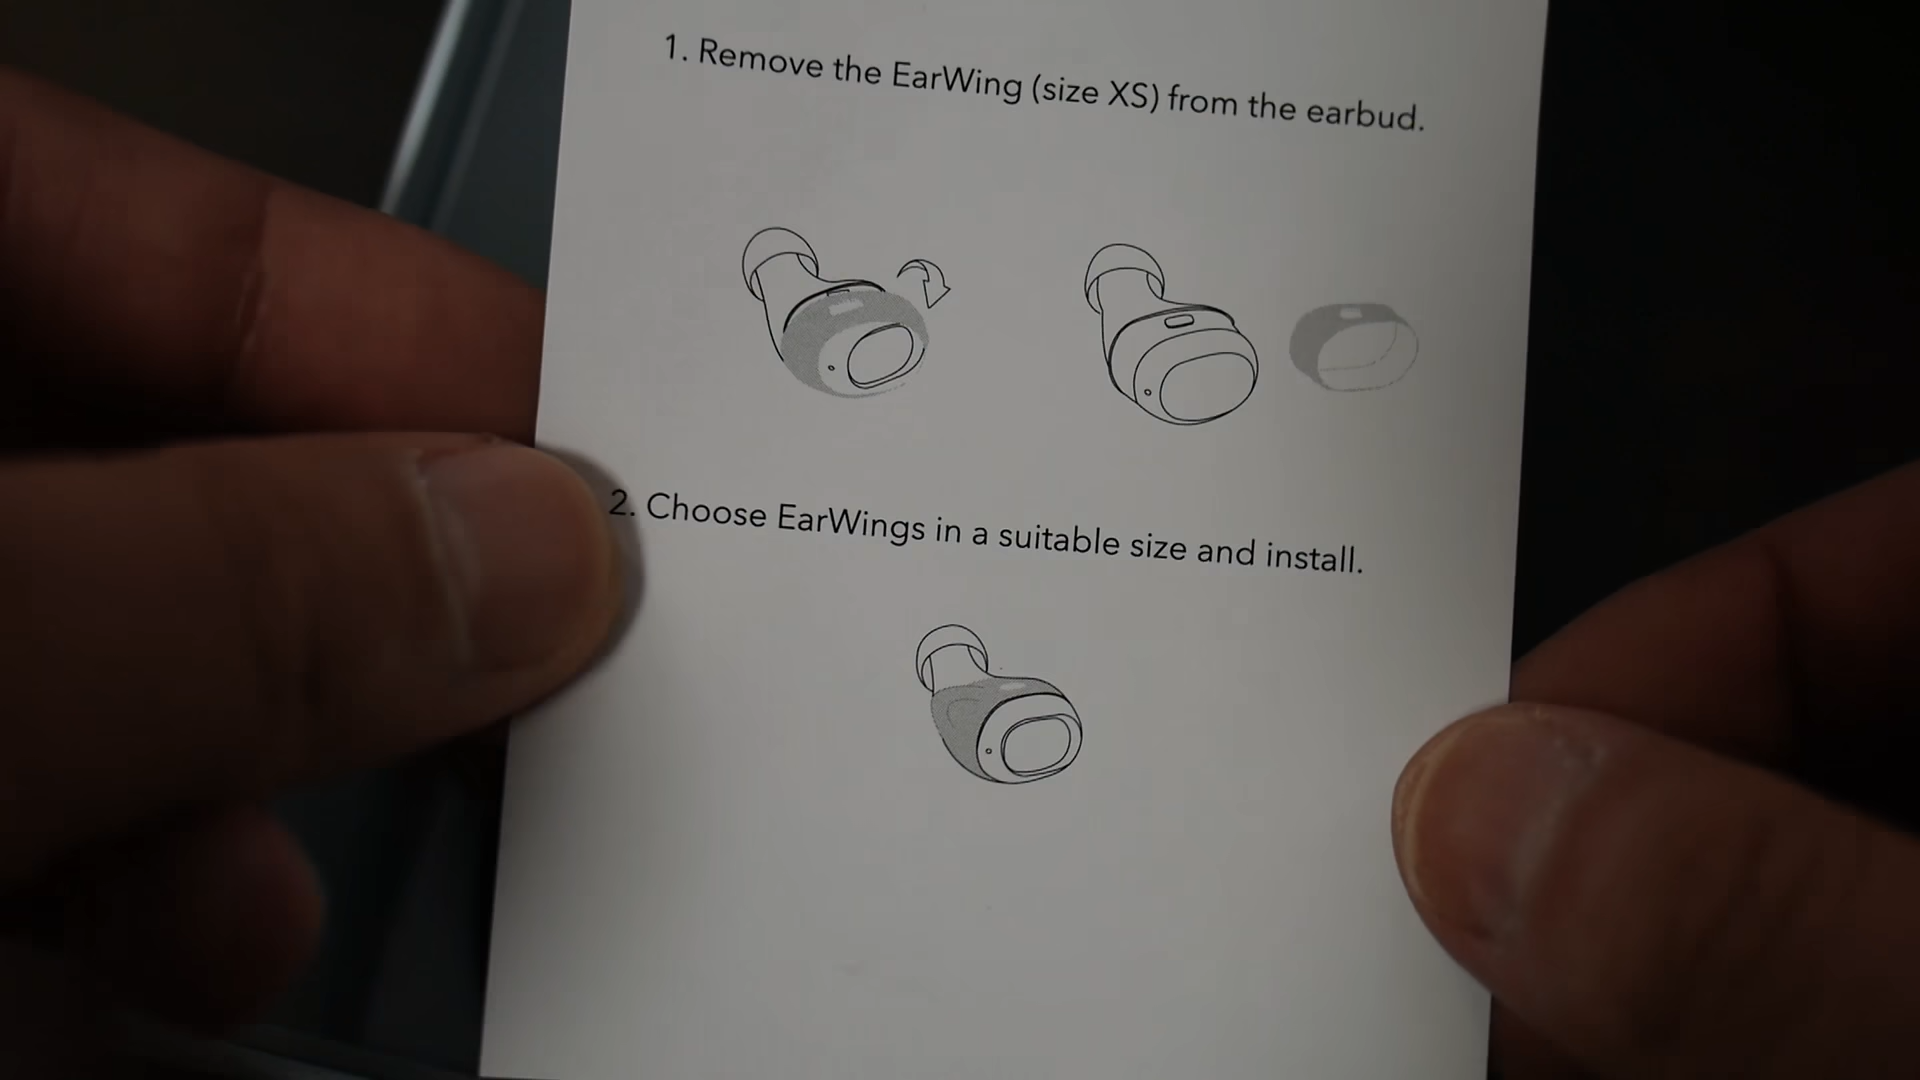 1. Remove the EarWing (size XS) from the earbud.
2. Choose EarWings in a suitable size and install.